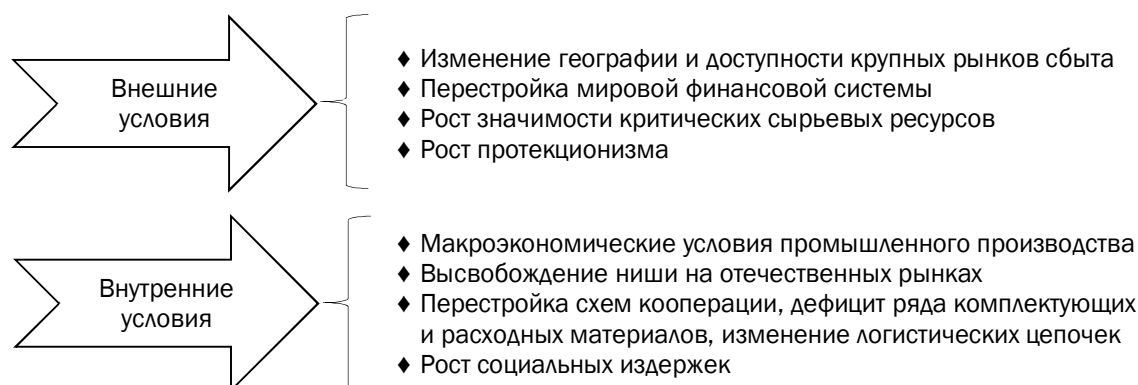 Внешние
условия
♦ Изменение географии и доступности крупных рынков сбыта
♦ Перестройка мировой финансовой системы
♦ Рост значимости критических сырьевых ресурсов
♦ Рост протекционизма
Внутренние
условия
♦ Макроэкономические условия промышленного производства
♦ Высвобождение ниши на отечественных рынках
♦ Перестройка схем кооперации, дефицит ряда комплектующих
и расходных материалов, изменение логистических цепочек
♦ Рост социальных издержек